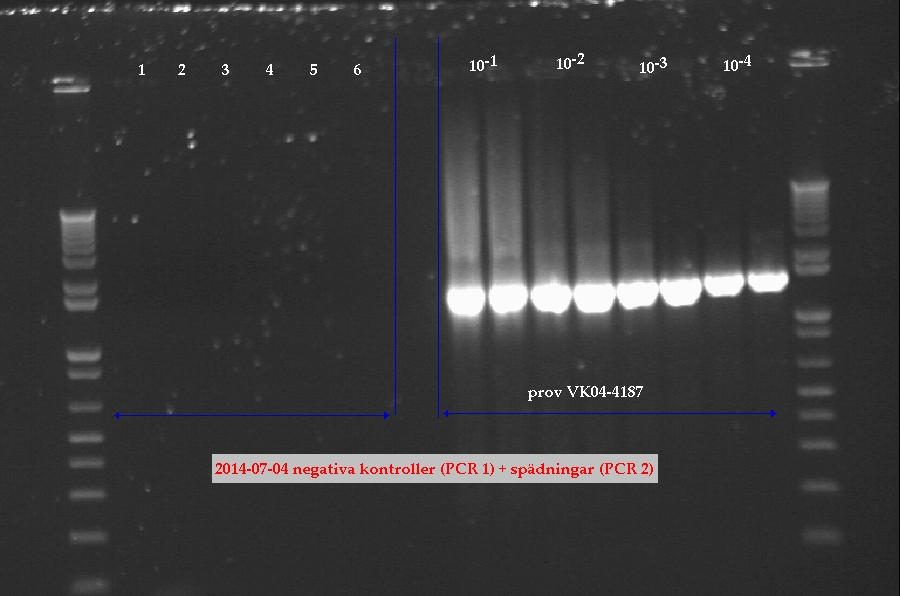 1 2 3 4 5 6 10-1 10-2 10-3 10-4
prov VK04-4187
2014-07-04 negativa kontroller (PCR 1) + spädningar (PCR 2)